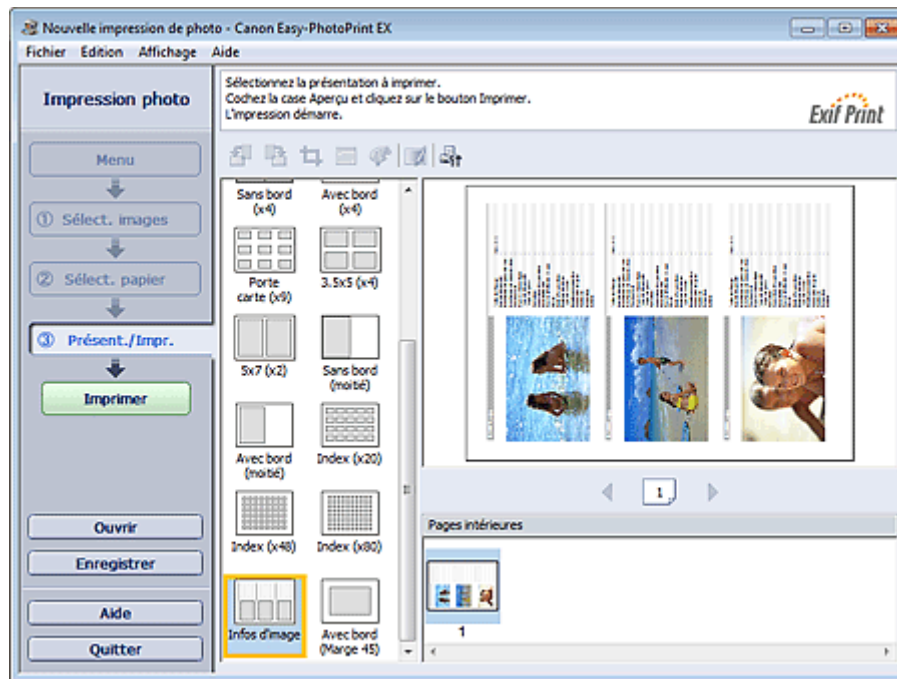 Nouvelle impression de photo - Canon Easy-PhotoPrint EX
Fichier Édition Affichage Aide
Impression photo
Menu
① Sélect. images
② Sélect. papier
③ Présent./Impr.
Imprimer
Ouvrir
Enregistrer
Aide
Quitter
Sélectionnez la présentation à imprimer.
Cochez la case Aperçu et cliquez sur le bouton Imprimer.
L'impression démarre.
Exif Print
Sans bord
(x4)
Avec bord
(x4)
Porte
carte (x9)
3.5x5 (x4)
5x7 (x2)
Sans bord
(moitié)
Avec bord
(moitié)
Index (x20)
Index (x48)
Index (x80)
Infos d'image
Avec bord
(Marge 45)
1
Pages intérieures
1